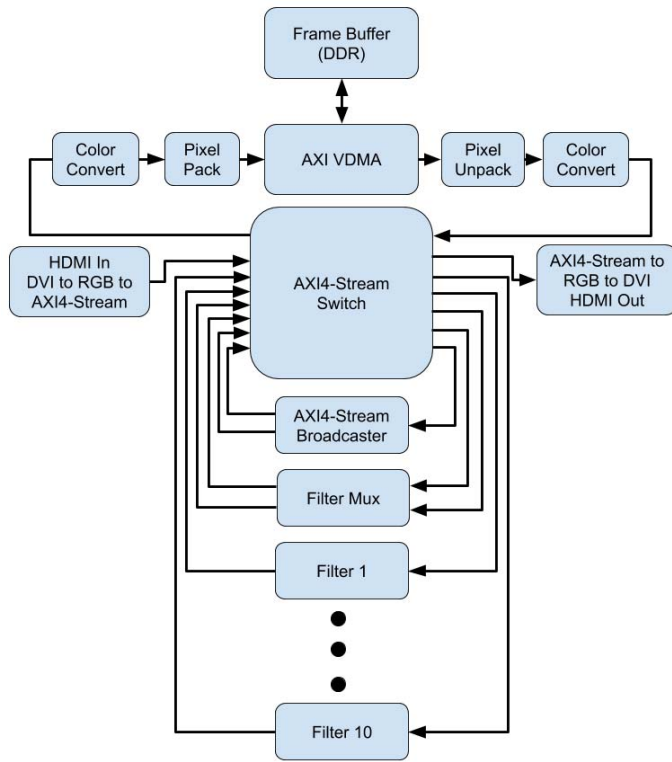 Frame Buffer
(DDR)
Color
Convert
Pixel
Pack
AXI VDMA
Pixel
Unpack
Color
Convert
HDMI In
DVI to RGB to
AXI4-Stream
AXI4-Stream
Switch
AXI4-Stream to
RGB to DVI
HDMI Out
AXI4-Stream
Broadcaster
Filter Mux
Filter 1
Filter 10